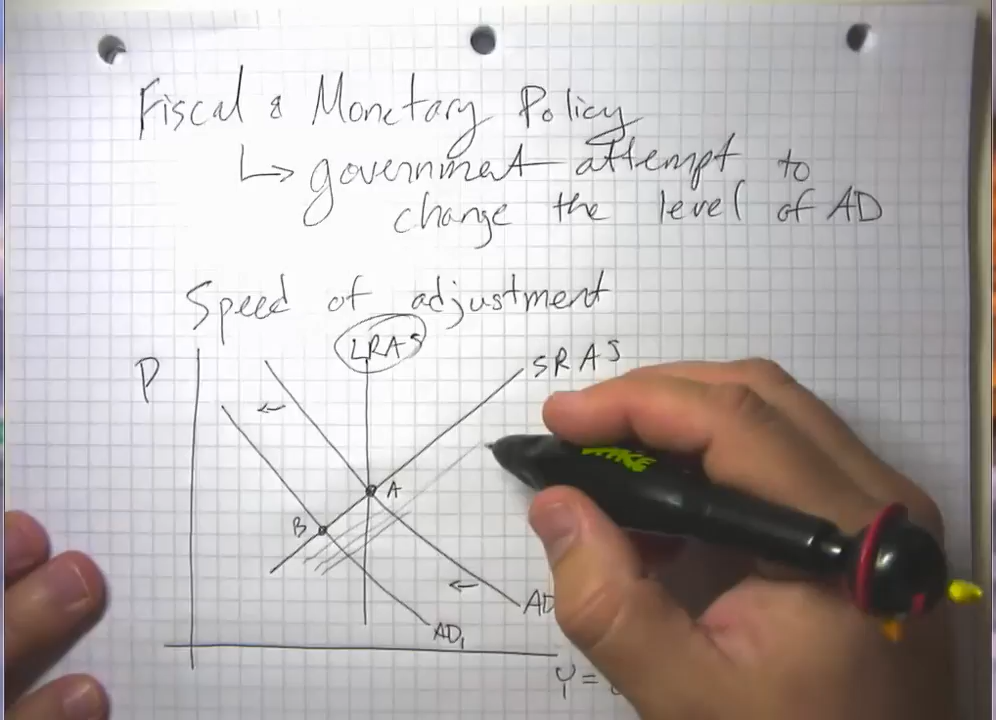 Fiscal & Monetary Policy
↳ government attempt to
change the level of AD
Speed of adjustment
LRAS
P
SRAS
A
B
AD
AD₁
Y =